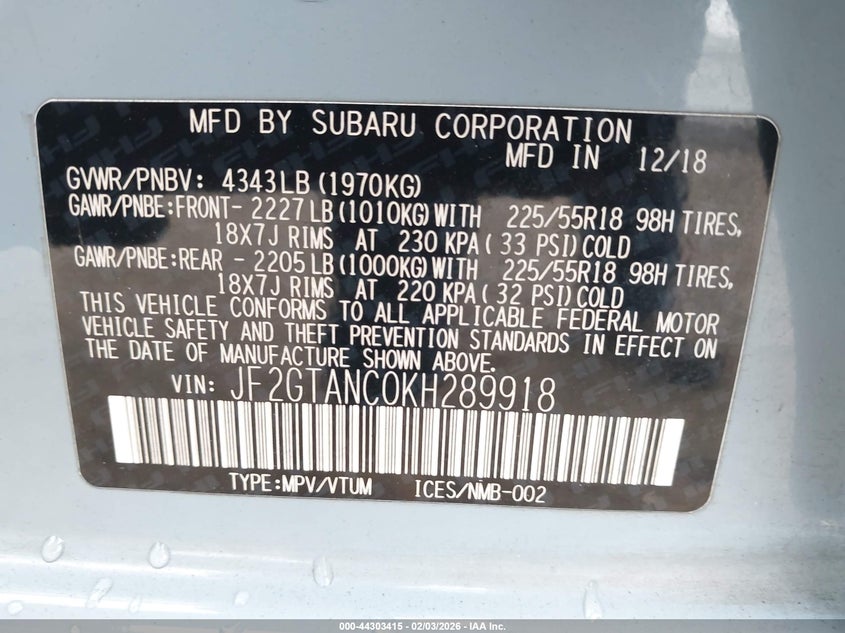 MFD BY SUBARU CORPORATION
MFD IN 12/18
GVWR/PNBV: 4343LB (1970KG)
GAWR/PNBE:FRONT- 2227LB (1010KG) WITH 225/55R18 98H TIRES,
18X7J RIMS AT 230 KPA ( 33 PSI) COLD
GAWR/PNBE:REAR - 2205LB (1000KG) WITH 225/55R18 98H TIRES,
18X7J RIMS AT 220 KPA ( 32 PSI) COLD
THIS VEHICLE CONFORMS TO ALL APPLICABLE FEDERAL MOTOR
VEHICLE SAFETY AND THEFT PREVENTION STANDARDS IN EFFECT ON
THE DATE OF MANUFACTURE SHOWN ABOVE.
VIN: JF2GTANC0KH289918
TYPE:MPV/VTUM ICES/NMB-002
000-44303415 - 02/03/2026 - IAA Inc.